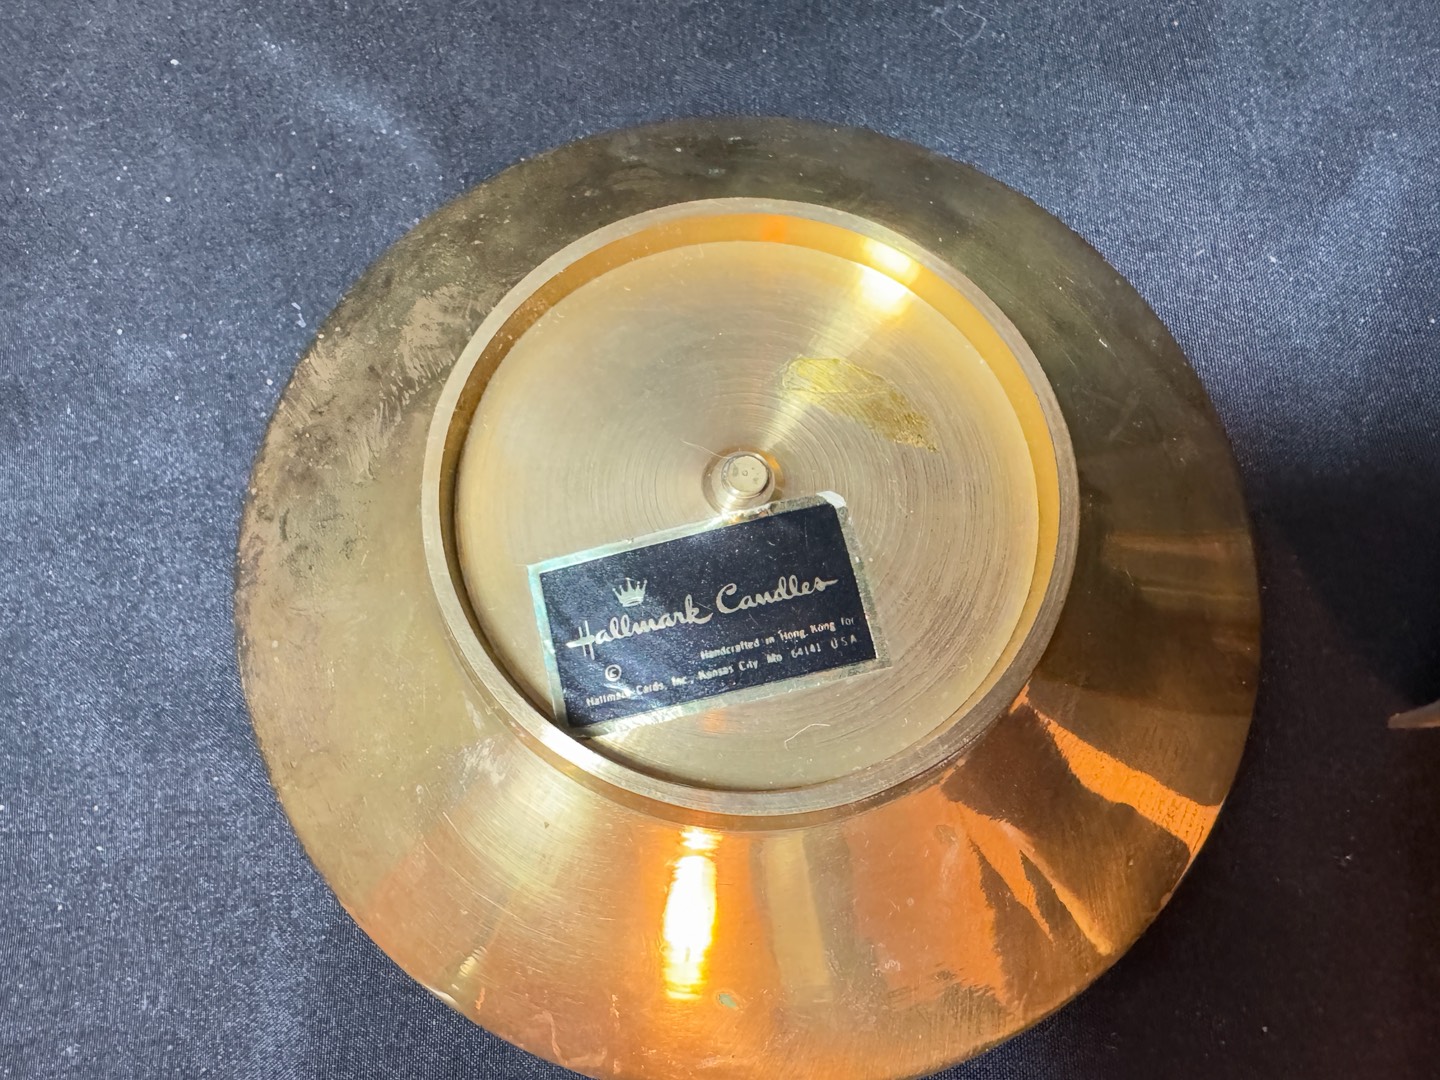 Hallmark Candles
Handcrafted in Hong Kong for
©
Hallmark Cards, Inc., Kansas City Mo 64141 USA